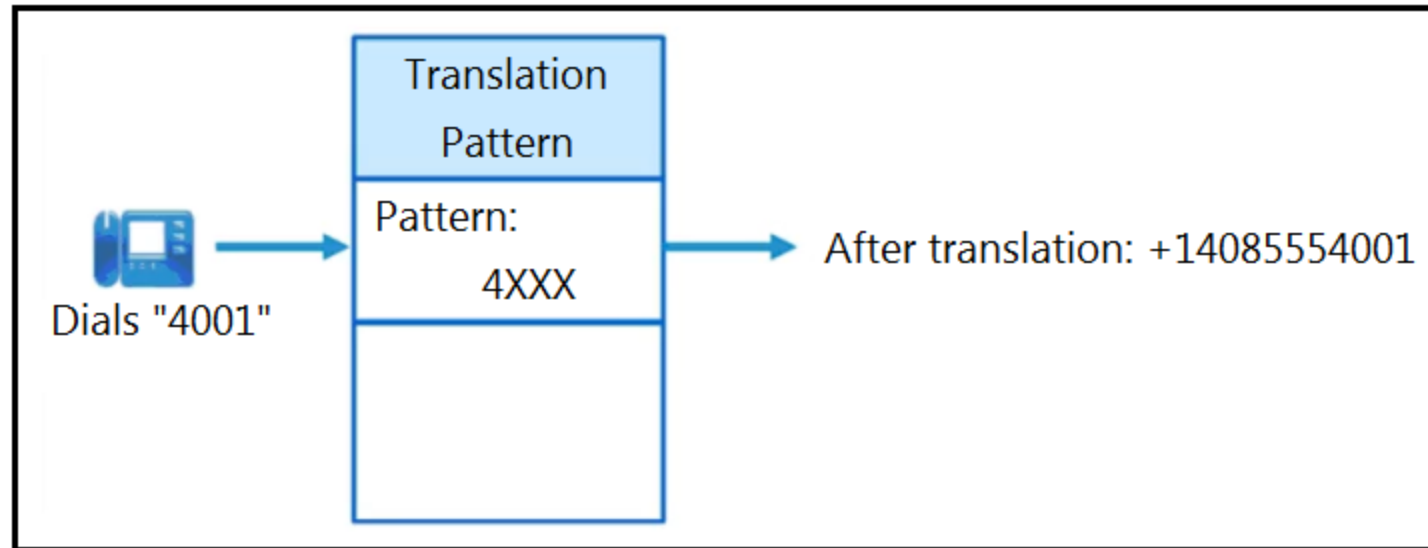 Translation
Pattern
Pattern:
4XXX
Dials "4001"
After translation: +14085554001